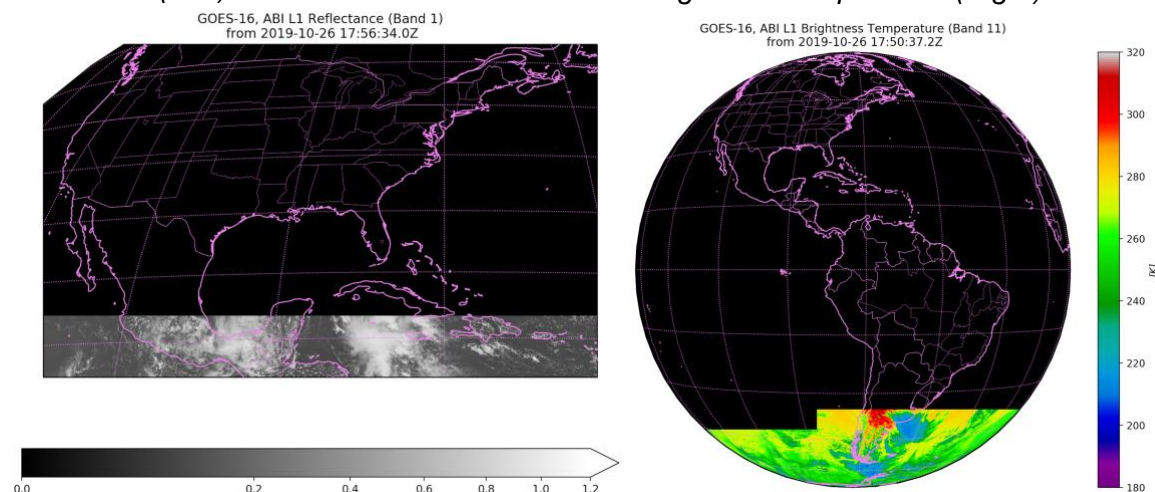 GOES-16, ABI L1 Reflectance (Band 1)
from 2019-10-26 17:56:34.0Z
0.0 0.2 0.4 0.6 0.8 1.0 1.2
GOES-16, ABI L1 Brightness Temperature (Band 11)
from 2019-10-26 17:50:37.2Z
320
300
280
260
240
220
200
180
[K]